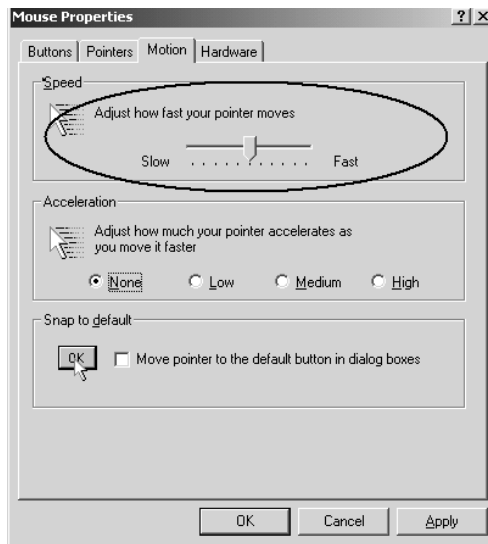 Mouse Properties
? ×
Buttons Pointers Motion Hardware
Speed
Adjust how fast your pointer moves
Slow Fast
Acceleration
Adjust how much your pointer accelerates as
you move it faster
None Low Medium High
Snap to default
OK Move pointer to the default button in dialog boxes
OK Cancel Apply